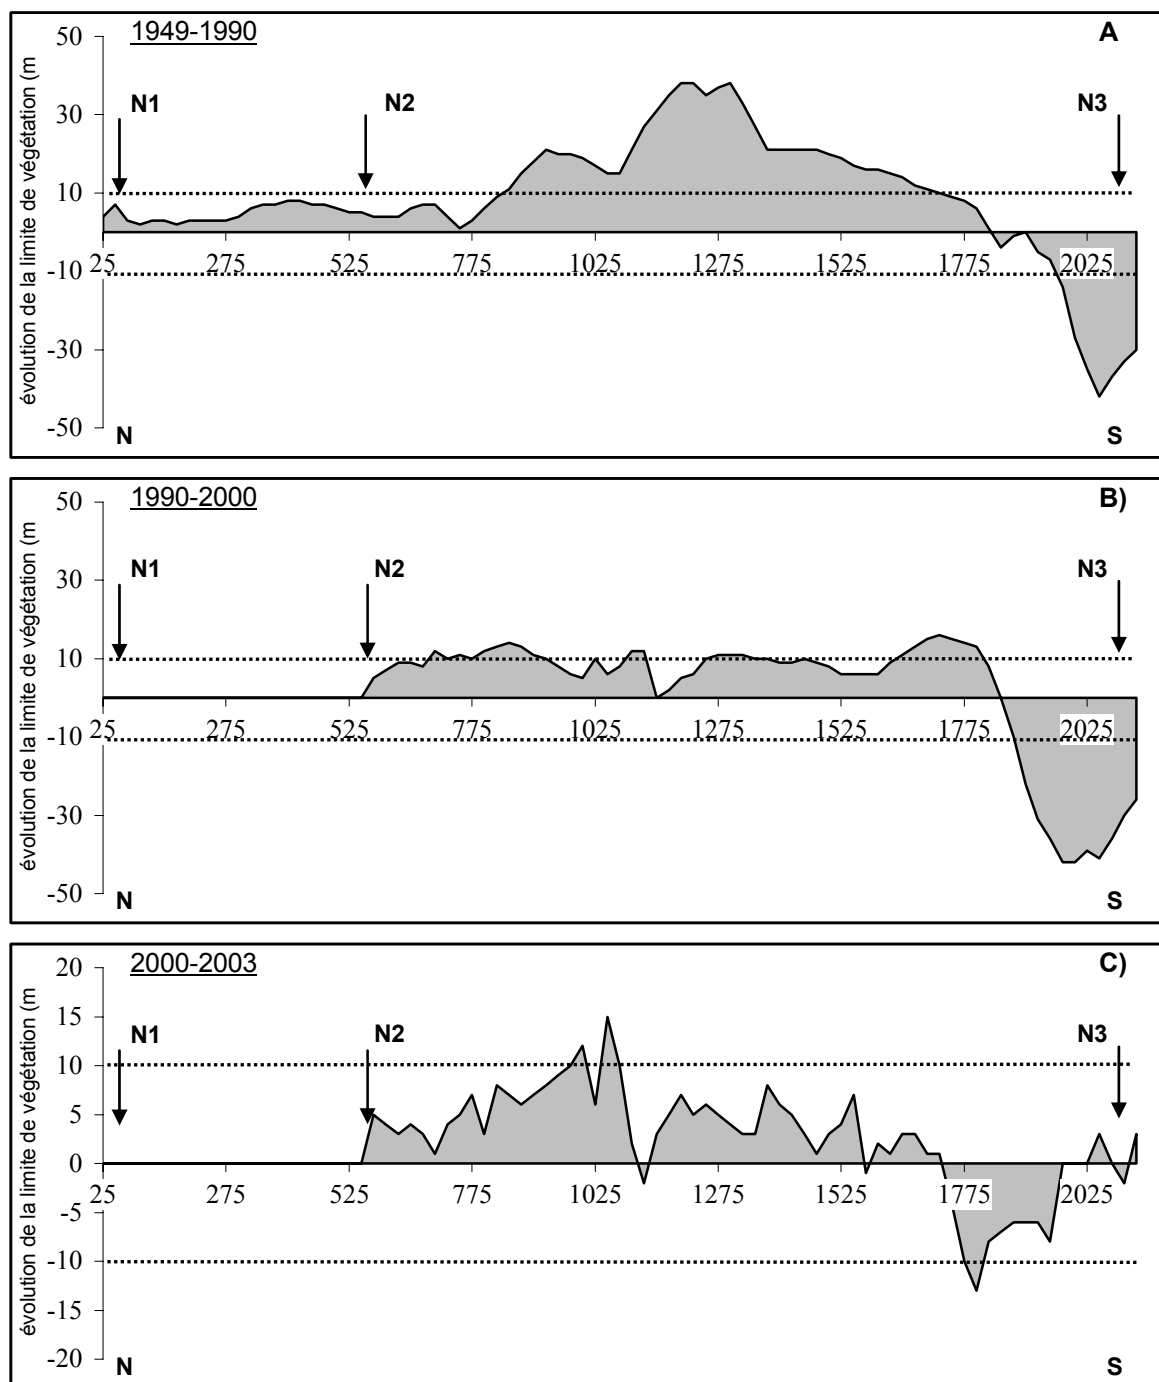 1949-1990
A
évolution de la limite de végétation (m
50
30
10
-10
-30
-50
N1
N2
N3
25 275 525 775 1025 1275 1525 1775 2025
N
S
1990-2000
B)
évolution de la limite de végétation (m
50
30
10
-10
-30
-50
N1
N2
N3
25 275 525 775 1025 1275 1525 1775 2025
N
S
2000-2003
C)
évolution de la limite de végétation (m
20
15
10
5
0
-5
-10
-15
-20
N1
N2
N3
25 275 525 775 1025 1275 1525 1775 2025
N
S